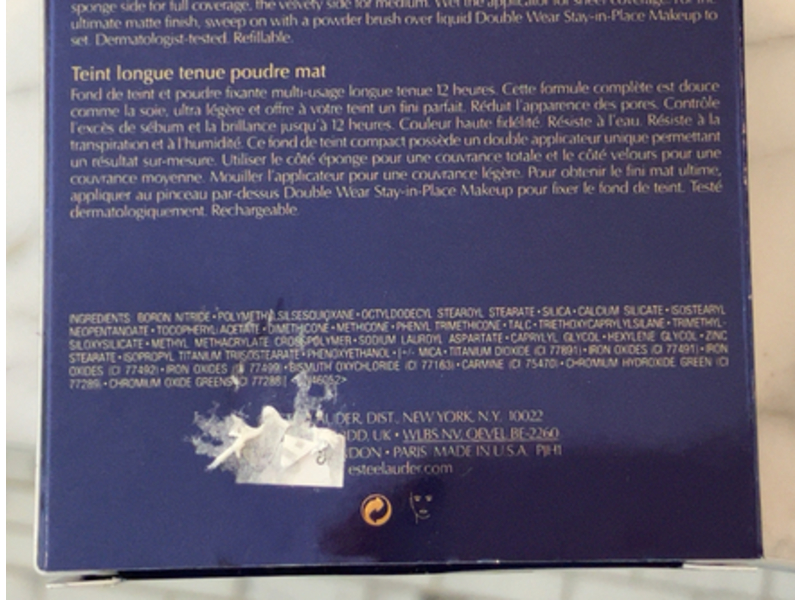 sponge side for full coverage, the velvety side for medium. Wet the applicator for sheer coverage. For the
ultimate matte finish, sweep on with a powder brush over liquid Double Wear Stay-in-Place Makeup to
set. Dermatologist-tested. Refillable.
Teint longue tenue poudre mat
Fond de teint et poudre fixante multi-usage longue tenue 12 heures. Cette formule complète est douce
comme la soie, ultra légère et offre à votre teint un fini parfait. Réduit l'apparence des pores. Contrôle
l'excès de sébum et la brillance jusqu'à 12 heures. Couleur haute fidélité. Résiste à l'eau. Résiste à la
transpiration et à l'humidité. Ce fond de teint compact possède un double applicateur unique permettant
un résultat sur-mesure. Utiliser le côté éponge pour une couvrance totale et le côté velours pour une
couvrance moyenne. Mouiller l'applicateur pour une couvrance légère. Pour obtenir le fini mat ultime,
appliquer au pinceau par-dessus Double Wear Stay-in-Place Makeup pour fixer le fond de teint. Testé
dermatologiquement. Rechargeable.
INGREDIENTS: BORON NITRIDE • POLYMETHYLSILSESQUIOXANE • OCTYLDODECYL STEAROYL STEARATE • SILICA • CALCIUM SILICATE • ISOSTEARYL
NEOPENTANOATE • TOCOPHERYL ACETATE • DIMETHICONE • METHICONE • PHENYL TRIMETHICONE • TALC • TRIETHOXYCAPRYLYLSILANE • TRIMETHYL-
SILOXYSILICATE • METHYL METHACRYLATE CROSSPOLYMER • SODIUM LAUROYL ASPARTATE • CAPRYLYL GLYCOL • HEXYLENE GLYCOL • ZINC
STEARATE • ISOPROPYL TITANIUM TRIISOSTEARATE • PHENOXYETHANOL • [+/- MICA • TITANIUM DIOXIDE (CI 77891) • IRON OXIDES (CI 77491) • IRON
OXIDES (CI 77492) • IRON OXIDES (CI 77499) • BISMUTH OXYCHLORIDE (CI 77163) • CARMINE (CI 75470) • CHROMIUM HYDROXIDE GREEN (CI
77289) • CHROMIUM OXIDE GREENS (CI 77288)]
LAUDER, DIST., NEW YORK, N.Y. 10022
UK • WLBS NV, OEVEL BE-2260
DON • PARIS MADE IN U.S.A. PJH1
esteelauder.com